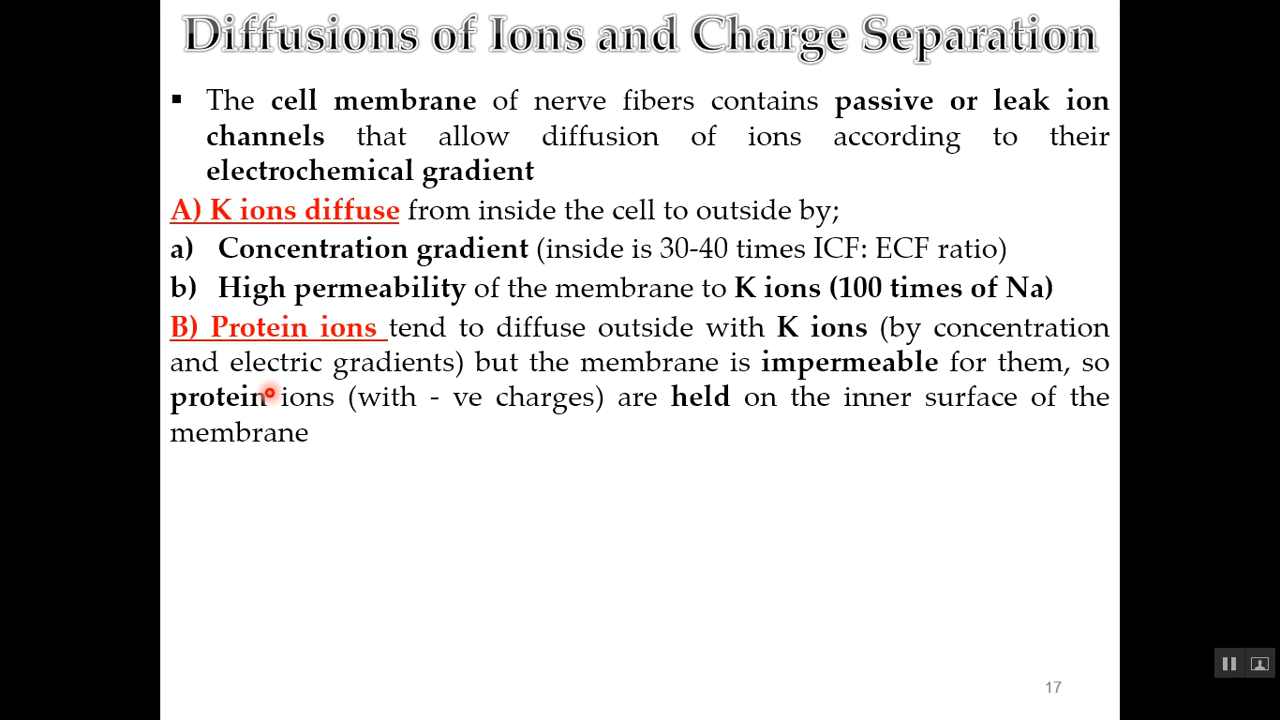 Diffusions of Ions and Charge Separation
▪ The cell membrane of nerve fibers contains passive or leak ion
channels that allow diffusion of ions according to their
electrochemical gradient
A) K ions diffuse from inside the cell to outside by;
a) Concentration gradient (inside is 30-40 times ICF: ECF ratio)
b) High permeability of the membrane to K ions (100 times of Na)
B) Protein ions tend to diffuse outside with K ions (by concentration
and electric gradients) but the membrane is impermeable for them, so
protein ions (with - ve charges) are held on the inner surface of the
membrane
17